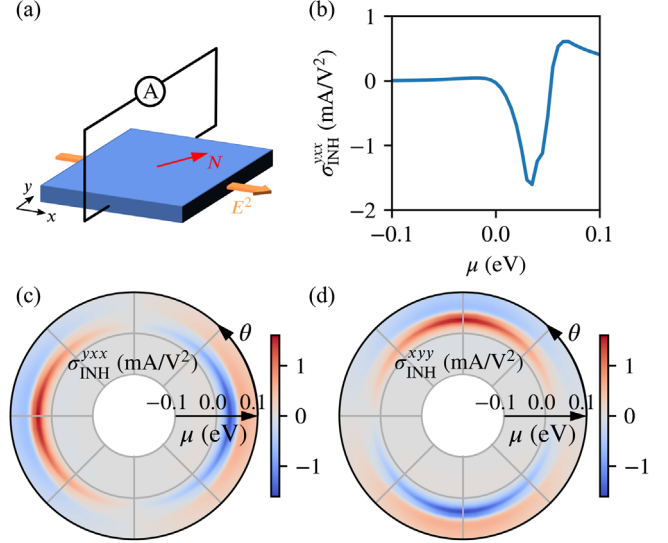 (a)
A
N
y
x
E²
(b)
σ_INH^yxx (mA/V²)
1
0
−1
−2
−0.1
0.0
0.1
μ (eV)
(c)
θ
σ_INH^yxx (mA/V²)
−0.1 0.0 0.1
μ (eV)
1
0
−1
(d)
θ
σ_INH^xyy (mA/V²)
−0.1 0.0 0.1
μ (eV)
1
0
−1